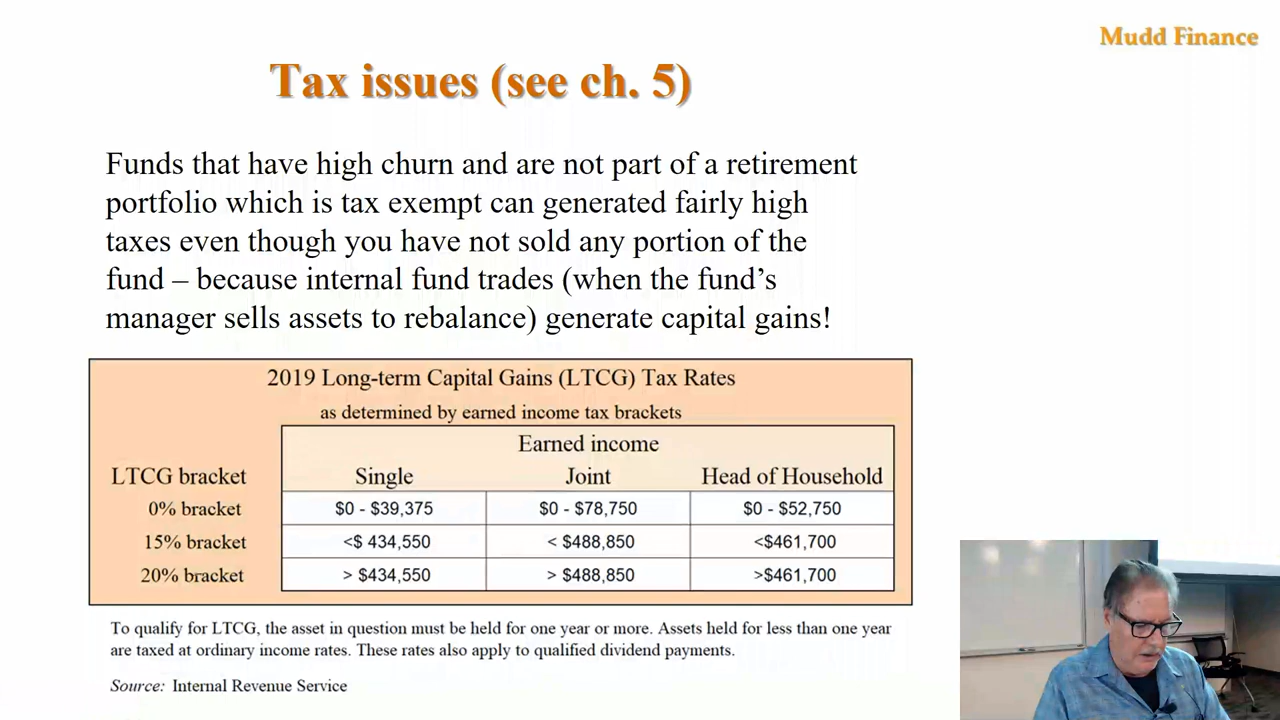 Mudd Finance
Tax issues (see ch. 5)
Funds that have high churn and are not part of a retirement
portfolio which is tax exempt can generated fairly high
taxes even though you have not sold any portion of the
fund – because internal fund trades (when the fund's
manager sells assets to rebalance) generate capital gains!
2019 Long-term Capital Gains (LTCG) Tax Rates
as determined by earned income tax brackets
Earned income
LTCG bracket Single Joint Head of Household
0% bracket $0 - $39,375 $0 - $78,750 $0 - $52,750
15% bracket <$ 434,550 < $488,850 <$461,700
20% bracket > $434,550 > $488,850 >$461,700
To qualify for LTCG, the asset in question must be held for one year or more. Assets held for less than one year
are taxed at ordinary income rates. These rates also apply to qualified dividend payments.
Source: Internal Revenue Service